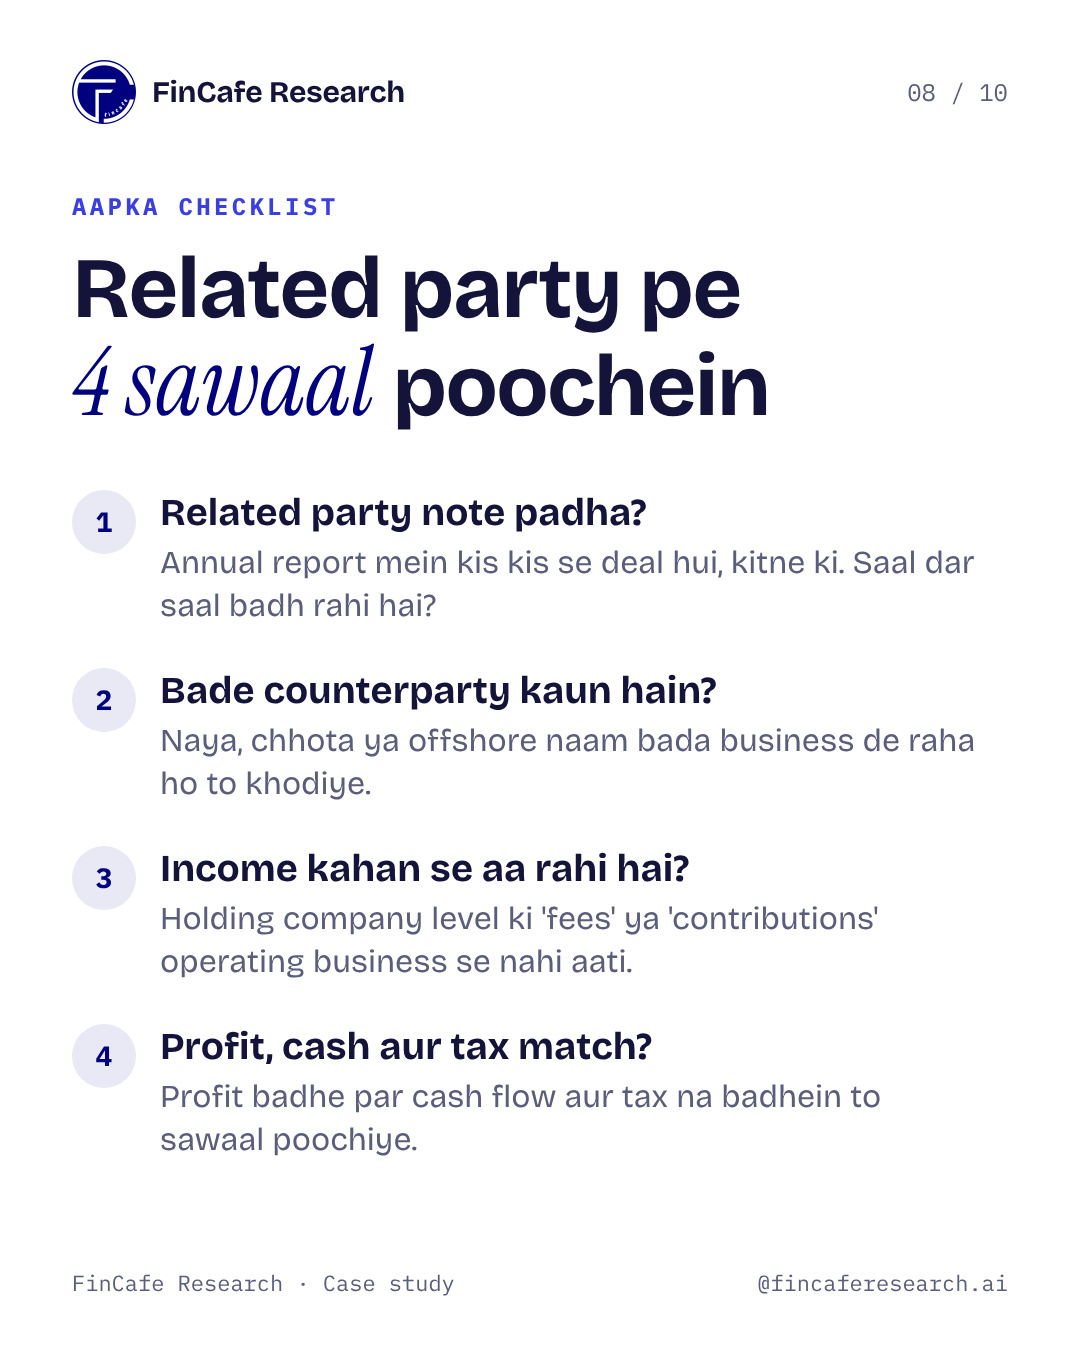 fincafe
FinCafe Research
08 / 10
AAPKA CHECKLIST
Related party pe
4 sawaal poochein
1
Related party note padha?
Annual report mein kis kis se deal hui, kitne ki. Saal dar
saal badh rahi hai?
2
Bade counterparty kaun hain?
Naya, chhota ya offshore naam bada business de raha
ho to khodiye.
3
Income kahan se aa rahi hai?
Holding company level ki 'fees' ya 'contributions'
operating business se nahi aati.
4
Profit, cash aur tax match?
Profit badhe par cash flow aur tax na badhein to
sawaal poochiye.
FinCafe Research · Case study
@fincaferesearch.ai